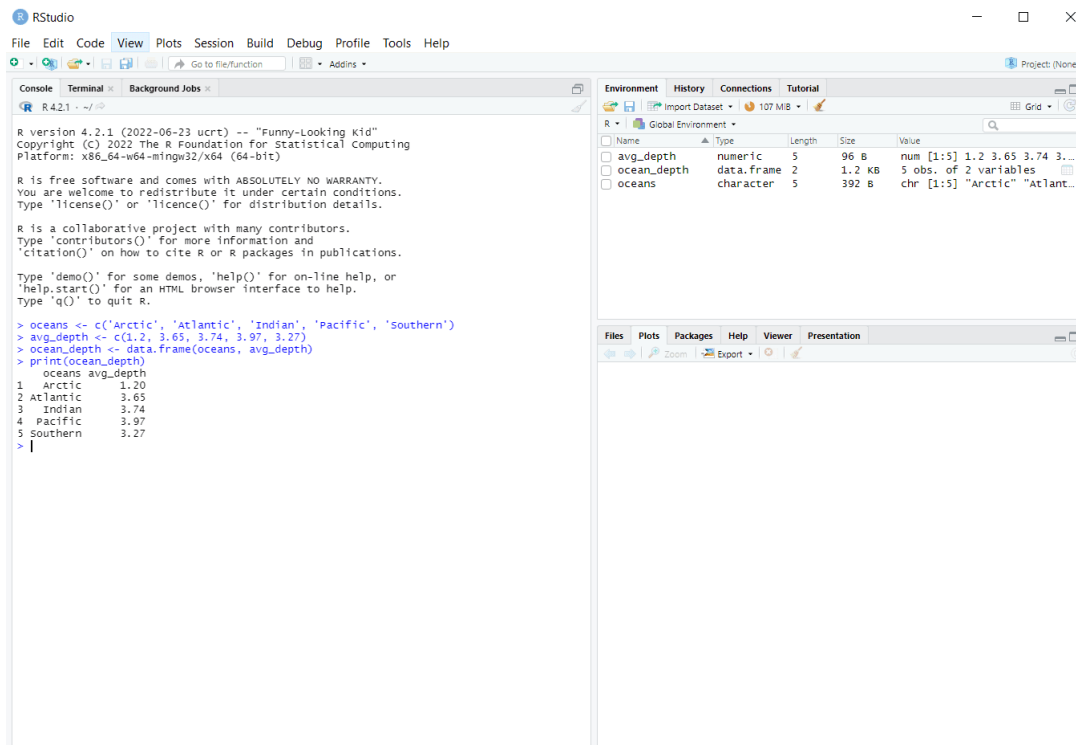 RStudio
File Edit Code View Plots Session Build Debug Profile Tools Help
Go to file/function Addins Project: (None
Console Terminal Background Jobs
R 4.2.1 · ~/
R version 4.2.1 (2022-06-23 ucrt) -- "Funny-Looking Kid"
Copyright (C) 2022 The R Foundation for Statistical Computing
Platform: x86_64-w64-mingw32/x64 (64-bit)
R is free software and comes with ABSOLUTELY NO WARRANTY.
You are welcome to redistribute it under certain conditions.
Type 'license()' or 'licence()' for distribution details.
R is a collaborative project with many contributors.
Type 'contributors()' for more information and
'citation()' on how to cite R or R packages in publications.
Type 'demo()' for some demos, 'help()' for on-line help, or
'help.start()' for an HTML browser interface to help.
Type 'q()' to quit R.
> oceans <- c('Arctic', 'Atlantic', 'Indian', 'Pacific', 'Southern')
> avg_depth <- c(1.2, 3.65, 3.74, 3.97, 3.27)
> ocean_depth <- data.frame(oceans, avg_depth)
> print(ocean_depth)
oceans avg_depth
1 Arctic 1.20
2 Atlantic 3.65
3 Indian 3.74
4 Pacific 3.97
5 Southern 3.27
>
Environment History Connections Tutorial
Import Dataset 107 MiB Grid
R Global Environment
Name Type Length Size Value
avg_depth numeric 5 96 B num [1:5] 1.2 3.65 3.74 3...
ocean_depth data.frame 2 1.2 KB 5 obs. of 2 variables
oceans character 5 392 B chr [1:5] "Arctic" "Atlant...
Files Plots Packages Help Viewer Presentation
Zoom Export